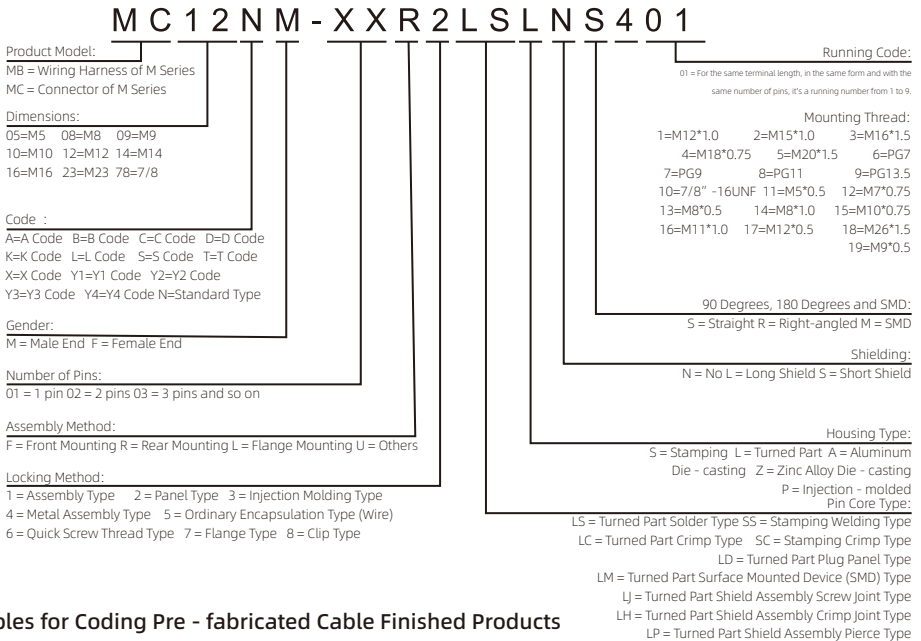 MC12NM-XXR2LSLNS401
Product Model:
MB = Wiring Harness of M Series
MC = Connector of M Series
Dimensions:
05=M5 08=M8 09=M9
10=M10 12=M12 14=M14
16=M16 23=M23 78=7/8
Code :
A=A Code B=B Code C=C Code D=D Code
K=K Code L=L Code S=S Code T=T Code
X=X Code Y1=Y1 Code Y2=Y2 Code
Y3=Y3 Code Y4=Y4 Code N=Standard Type
Gender:
M = Male End F = Female End
Number of Pins:
01 = 1 pin 02 = 2 pins 03 = 3 pins and so on
Assembly Method:
F = Front Mounting R = Rear Mounting L = Flange Mounting U = Others
Locking Method:
1 = Assembly Type 2 = Panel Type 3 = Injection Molding Type
4 = Metal Assembly Type 5 = Ordinary Encapsulation Type (Wire)
6 = Quick Screw Thread Type 7 = Flange Type 8 = Clip Type
Running Code:
01 = For the same terminal length, in the same form and with the
same number of pins, it's a running number from 1 to 9.
Mounting Thread:
1=M12*1.0 2=M15*1.0 3=M16*1.5
4=M18*0.75 5=M20*1.5 6=PG7
7=PG9 8=PG11 9=PG13.5
10=7/8" -16UNF 11=M5*0.5 12=M7*0.75
13=M8*0.5 14=M8*1.0 15=M10*0.75
16=M11*1.0 17=M12*0.5 18=M26*1.5
19=M9*0.5
90 Degrees, 180 Degrees and SMD:
S = Straight R = Right-angled M = SMD
Shielding:
N = No L = Long Shield S = Short Shield
Housing Type:
S = Stamping L = Turned Part A = Aluminum
Die - casting Z = Zinc Alloy Die - casting
P = Injection - molded
Pin Core Type:
LS = Turned Part Solder Type SS = Stamping Welding Type
LC = Turned Part Crimp Type SC = Stamping Crimp Type
LD = Turned Part Plug Panel Type
LM = Turned Part Surface Mounted Device (SMD) Type
LJ = Turned Part Shield Assembly Screw Joint Type
LH = Turned Part Shield Assembly Crimp Joint Type
LP = Turned Part Shield Assembly Pierce Type
ples for Coding Pre - fabricated Cable Finished Products